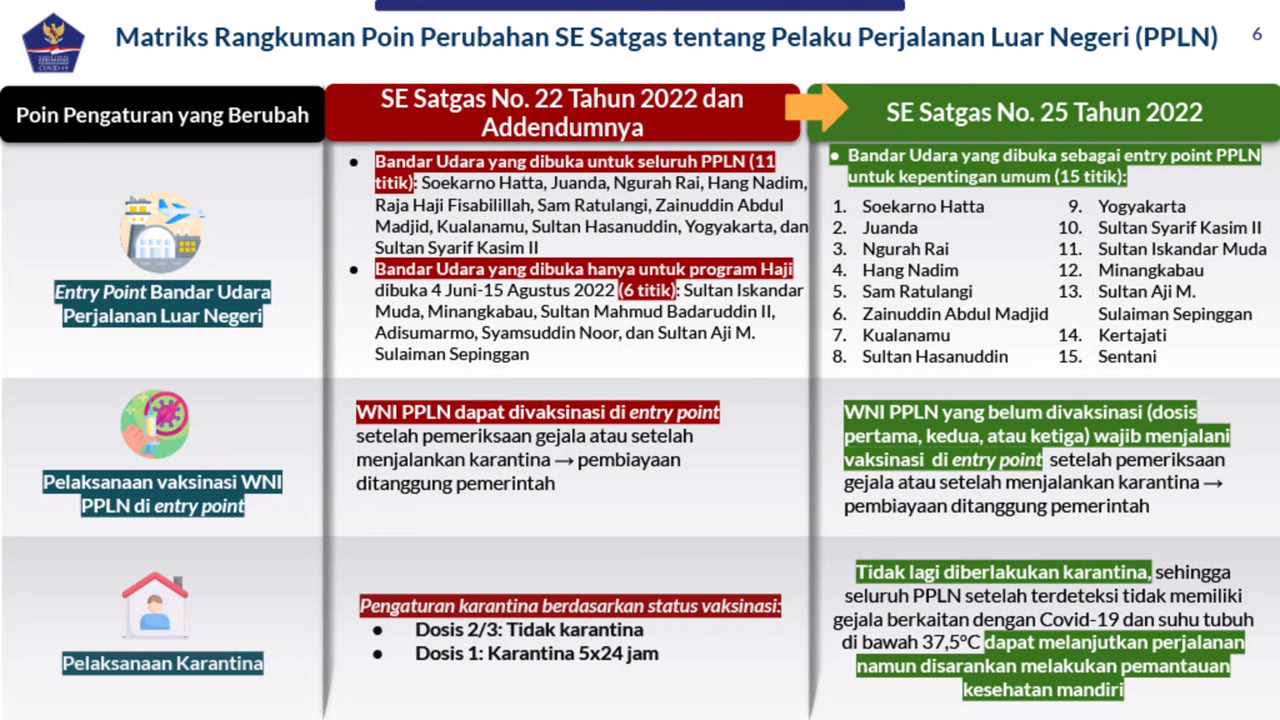 Matriks Rangkuman Poin Perubahan SE Satgas tentang Pelaku Perjalanan Luar Negeri (PPLN)
6
Poin Pengaturan yang Berubah
SE Satgas No. 22 Tahun 2022 dan
Addendumnya
SE Satgas No. 25 Tahun 2022
Entry Point Bandar Udara
Perjalanan Luar Negeri
● Bandar Udara yang dibuka untuk seluruh PPLN (11
titik): Soekarno Hatta, Juanda, Ngurah Rai, Hang Nadim,
Raja Haji Fisabilillah, Sam Ratulangi, Zainuddin Abdul
Madjid, Kualanamu, Sultan Hasanuddin, Yogyakarta, dan
Sultan Syarif Kasim II
● Bandar Udara yang dibuka hanya untuk program Haji
dibuka 4 Juni-15 Agustus 2022 (6 titik): Sultan Iskandar
Muda, Minangkabau, Sultan Mahmud Badaruddin II,
Adisumarmo, Syamsuddin Noor, dan Sultan Aji M.
Sulaiman Sepinggan
● Bandar Udara yang dibuka sebagai entry point PPLN
untuk kepentingan umum (15 titik):
1. Soekarno Hatta
2. Juanda
3. Ngurah Rai
4. Hang Nadim
5. Sam Ratulangi
6. Zainuddin Abdul Madjid
7. Kualanamu
8. Sultan Hasanuddin
9. Yogyakarta
10. Sultan Syarif Kasim II
11. Sultan Iskandar Muda
12. Minangkabau
13. Sultan Aji M.
Sulaiman Sepinggan
14. Kertajati
15. Sentani
Pelaksanaan vaksinasi WNI
PPLN di entry point
WNI PPLN dapat divaksinasi di entry point
setelah pemeriksaan gejala atau setelah
menjalankan karantina → pembiayaan
ditanggung pemerintah
WNI PPLN yang belum divaksinasi (dosis
pertama, kedua, atau ketiga) wajib menjalani
vaksinasi di entry point setelah pemeriksaan
gejala atau setelah menjalankan karantina →
pembiayaan ditanggung pemerintah
Pelaksanaan Karantina
Pengaturan karantina berdasarkan status vaksinasi:
● Dosis 2/3: Tidak karantina
● Dosis 1: Karantina 5x24 jam
Tidak lagi diberlakukan karantina, sehingga
seluruh PPLN setelah terdeteksi tidak memiliki
gejala berkaitan dengan Covid-19 dan suhu tubuh
di bawah 37,5°C dapat melanjutkan perjalanan
namun disarankan melakukan pemantauan
kesehatan mandiri